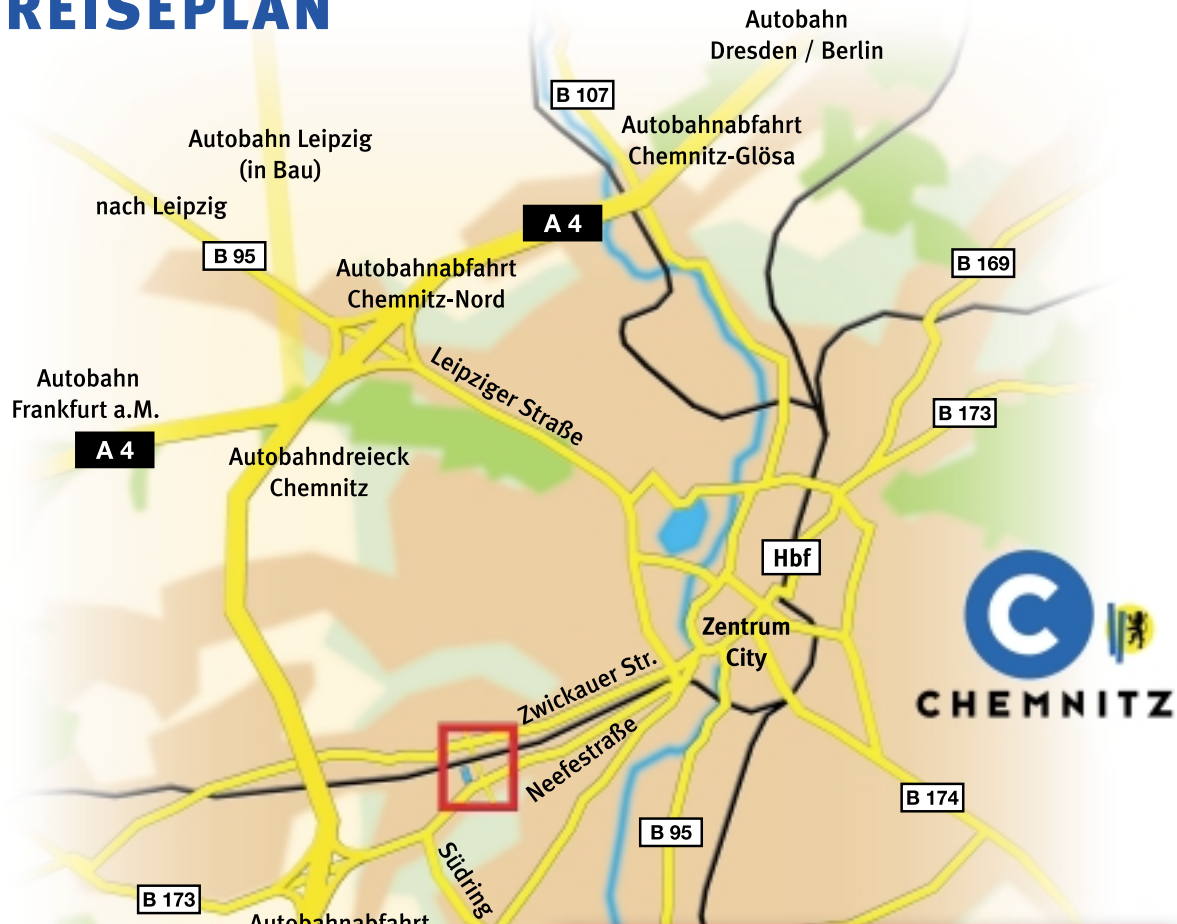 REISEPLAN
Autobahn
Dresden / Berlin
B 107
Autobahnabfahrt
Chemnitz-Glösa
Autobahn Leipzig
(in Bau)
nach Leipzig
A 4
B 95
B 169
Autobahnabfahrt
Chemnitz-Nord
Leipziger Straße
Autobahn
Frankfurt a.M.
A 4
B 173
Autobahndreieck
Chemnitz
Hbf
Zentrum
City
C
CHEMNITZ
Zwickauer Str.
Neefestraße
B 174
B 95
Südring
B 173
Autobahnabfahrt